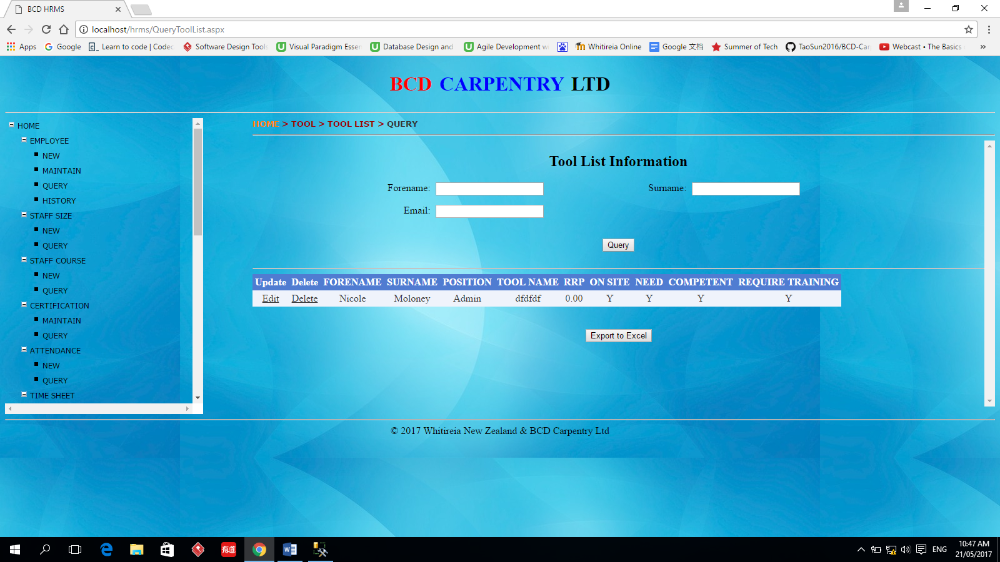 BCD HRMS
localhost/hrms/QueryToolList.aspx
Apps Google Learn to code | Codec Software Design Tools Visual Paradigm Essen Database Design and Agile Development w Whitireia Online Google 文档 Summer of Tech TaoSun2016/BCD-Car Webcast • The Basics »
BCD CARPENTRY LTD
HOME > TOOL > TOOL LIST > QUERY
HOME
EMPLOYEE
NEW
MAINTAIN
QUERY
HISTORY
STAFF SIZE
NEW
QUERY
STAFF COURSE
NEW
QUERY
CERTIFICATION
MAINTAIN
QUERY
ATTENDANCE
NEW
QUERY
TIME SHEET
Tool List Information
Forename: Surname:
Email:
Query
Update Delete FORENAME SURNAME POSITION TOOL NAME RRP ON SITE NEED COMPETENT REQUIRE TRAINING
Edit Delete Nicole Moloney Admin dfdfdf 0.00 Y Y Y Y
Export to Excel
© 2017 Whitireia New Zealand & BCD Carpentry Ltd
有道
ENG
10:47 AM
21/05/2017